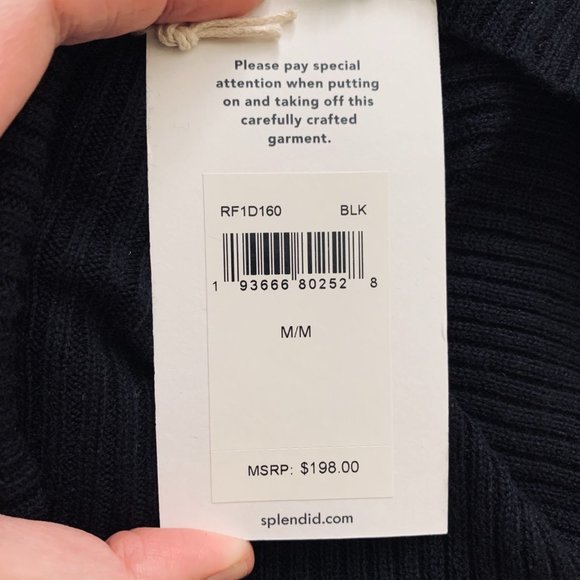 Please pay special
attention when putting
on and taking off this
carefully crafted
garment.
RF1D160 BLK
1 93666 80252 8
M/M
MSRP: $198.00
splendid.com